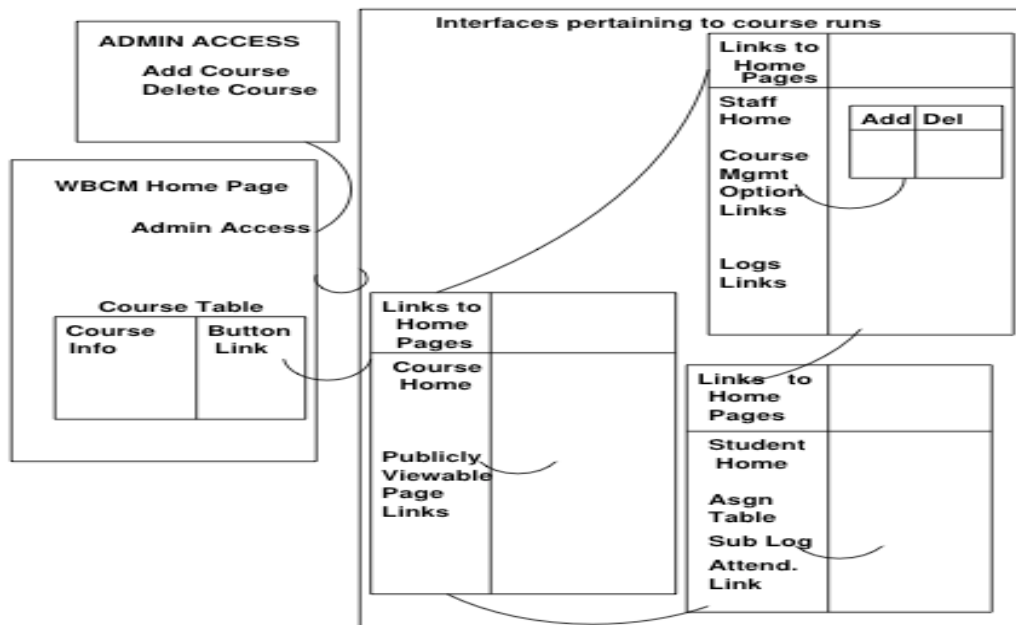 Interfaces pertaining to course runs
ADMIN ACCESS
Add Course
Delete Course
WBCM Home Page
Admin Access
Course Table
Course
Info
Button
Link
Links to
Home
Pages
Course
Home
Publicly
Viewable
Page
Links
Links to
Home
Pages
Staff
Home
Course
Mgmt
Option
Links
Logs
Links
Add
Del
Links to
Home
Pages
Student
Home
Asgn
Table
Sub Log
Attend.
Link